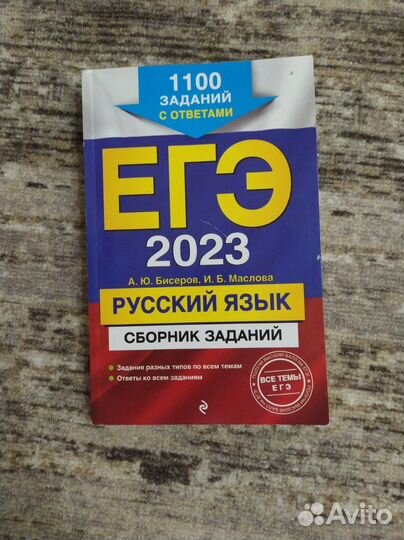 1100
ЗАДАНИЙ
С ОТВЕТАМИ
ЕГЭ
2023
А. Ю. Бисеров, И. Б. Маслова
РУССКИЙ ЯЗЫК
СБОРНИК ЗАДАНИЙ
Задания разных типов по всем темам
Ответы ко всем заданиям
ВСЕ ТЕМЫ
ЕГЭ
Avito